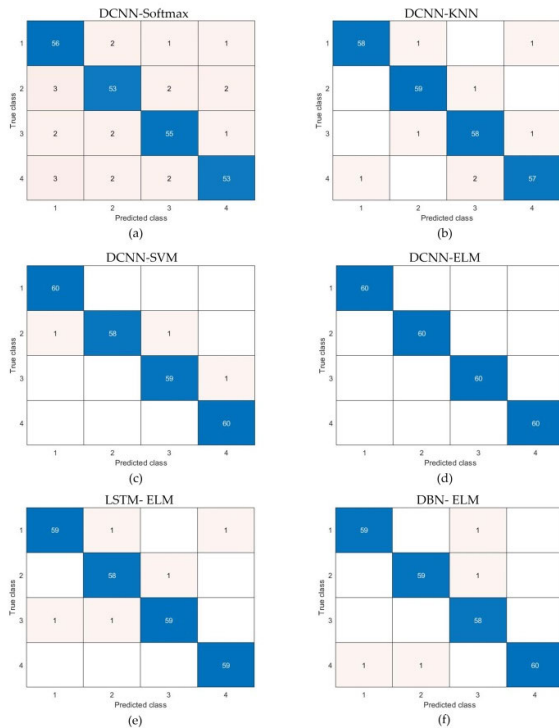 DCNN-Softmax
True class
1 56 2 1 1
2 3 53 2 2
3 2 2 55 1
4 3 2 2 53
1 2 3 4
Predicted class
(a)
DCNN-KNN
True class
1 58 1 1
2 59 1
3 1 58 1
4 1 2 57
1 2 3 4
Predicted class
(b)
DCNN-SVM
True class
1 60
2 1 58 1
3 59 1
4 60
1 2 3 4
Predicted class
(c)
DCNN-ELM
True class
1 60
2 60
3 60
4 60
1 2 3 4
Predicted class
(d)
LSTM- ELM
True class
1 59 1 1
2 58 1
3 1 1 59
4 59
1 2 3 4
Predicted class
(e)
DBN- ELM
True class
1 59 1
2 59 1
3 58
4 1 1 60
1 2 3 4
Predicted class
(f)